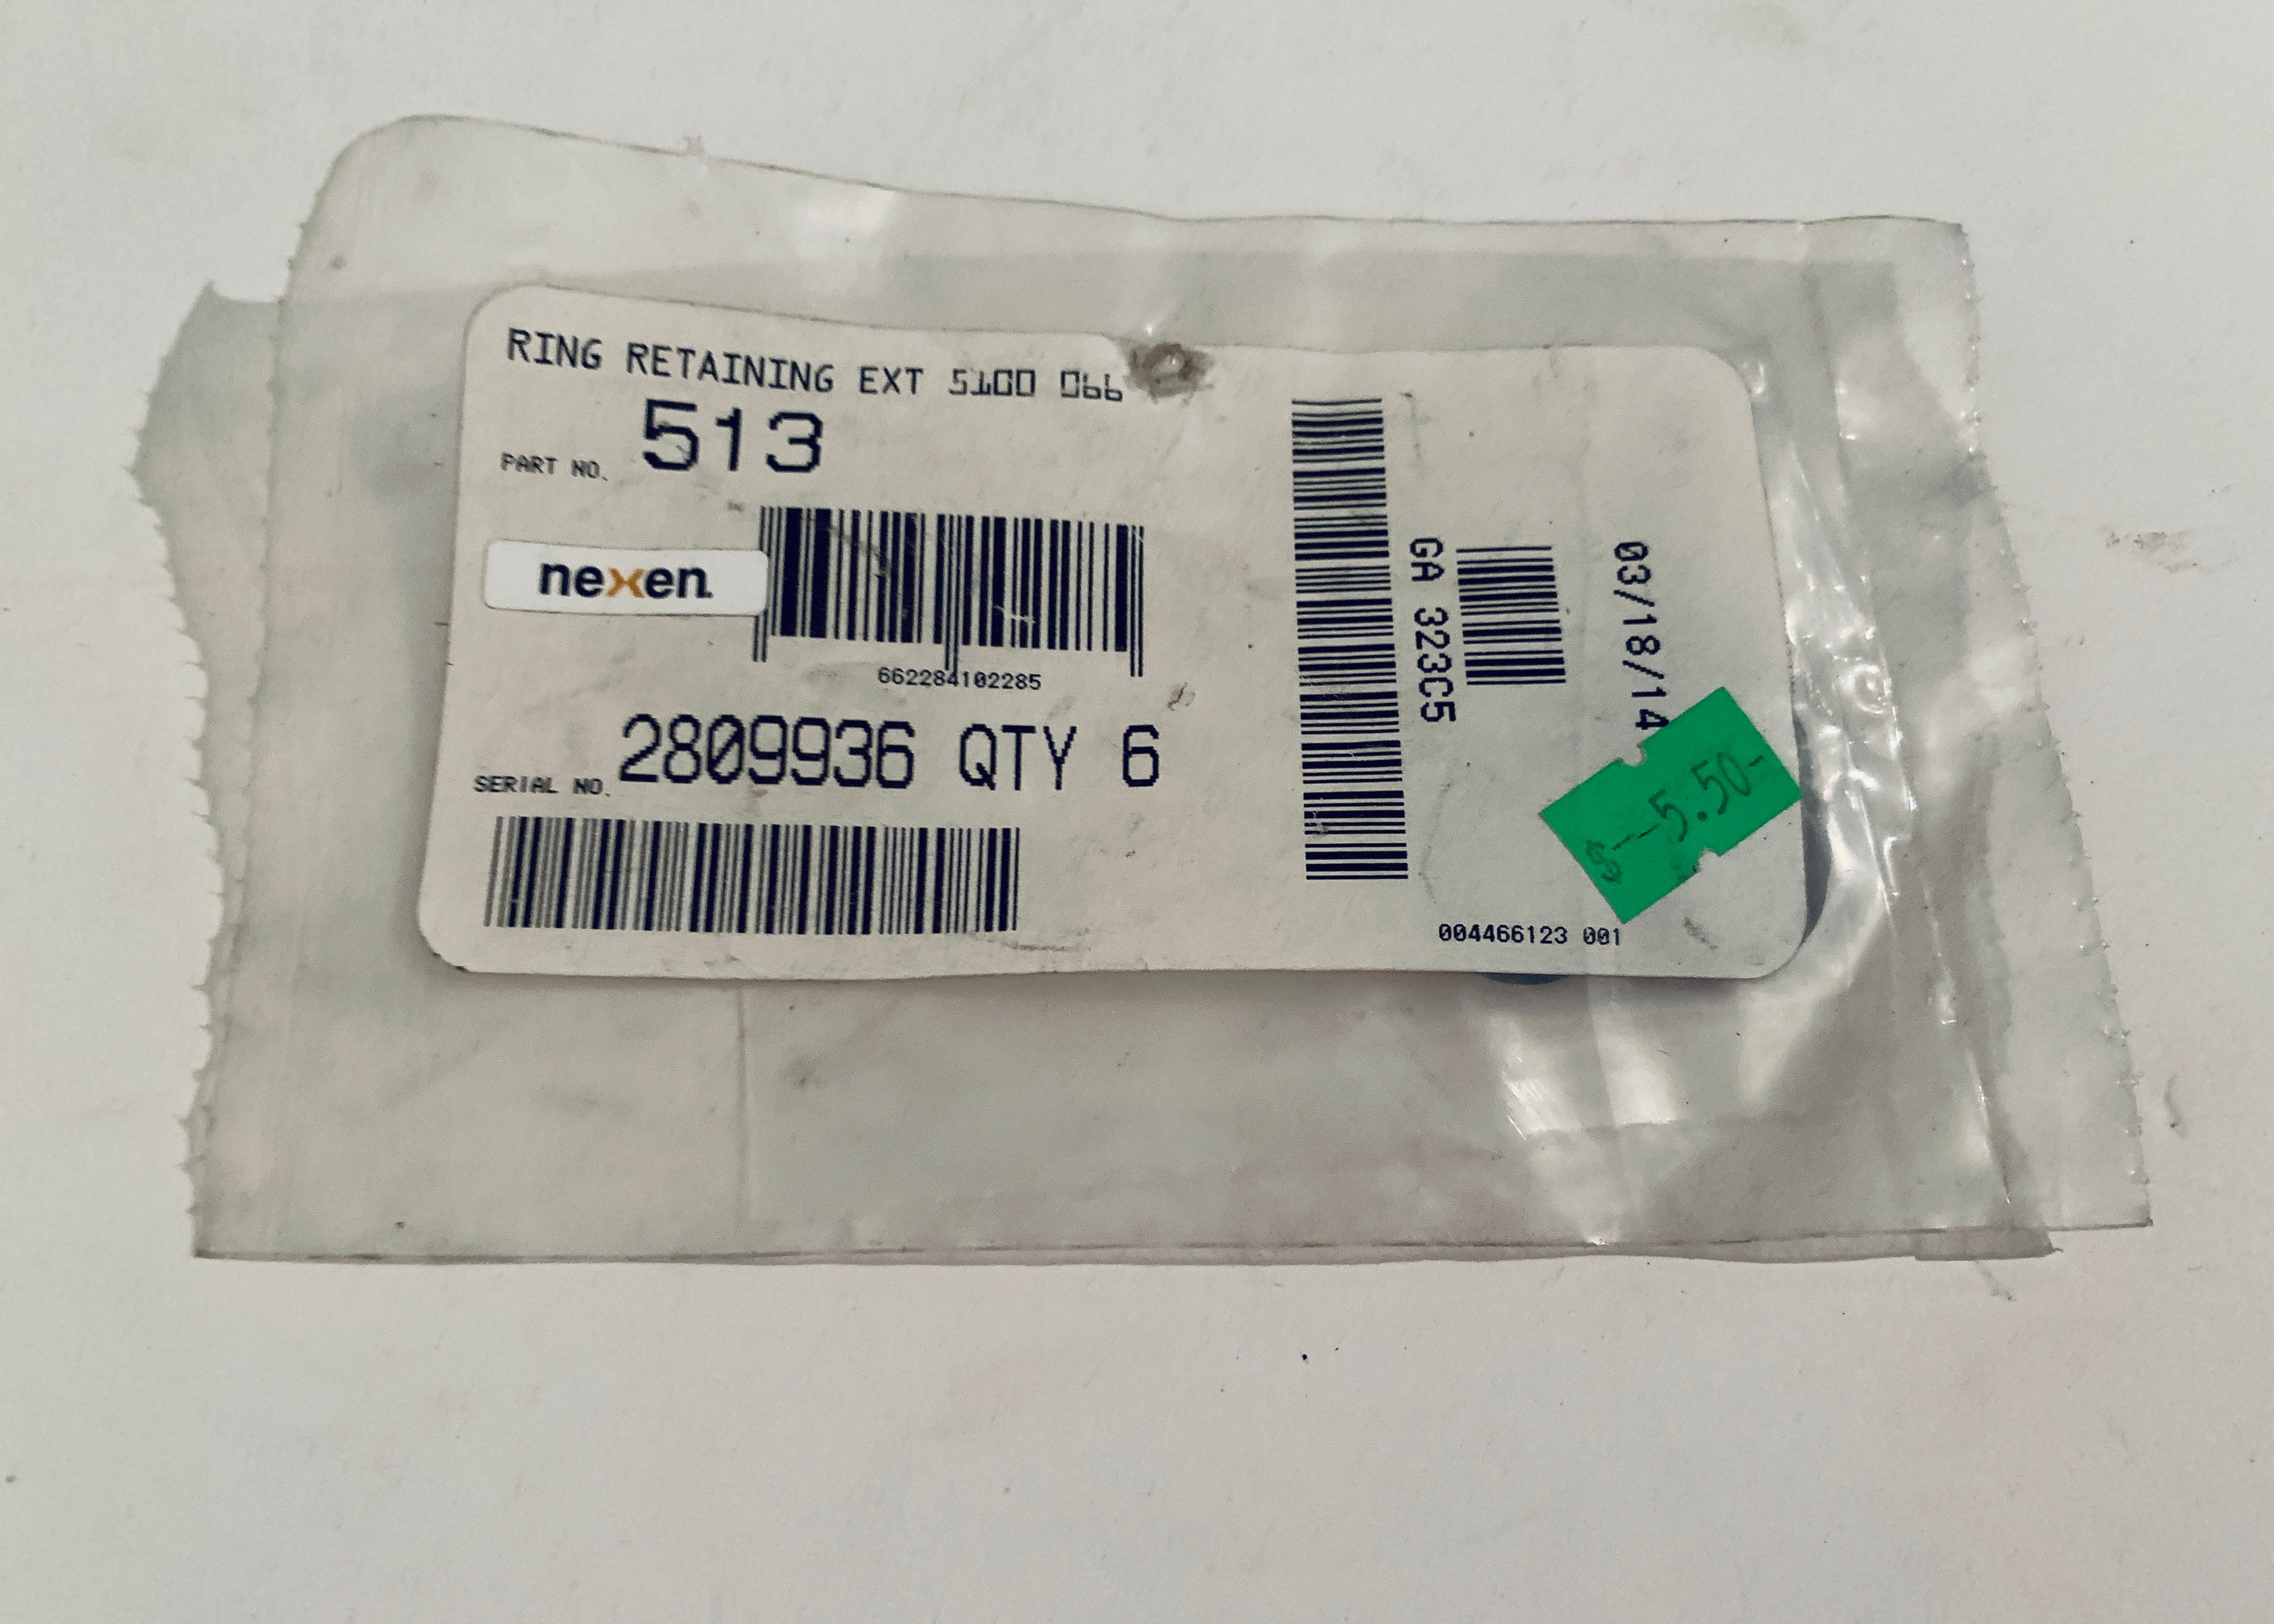 RING RETAINING EXT 5100 066
PART NO. 513
nexen
662284102285
SERIAL NO. 2809936 QTY 6
GA 323C5
03/18/14
$--5.50-
004466123 001